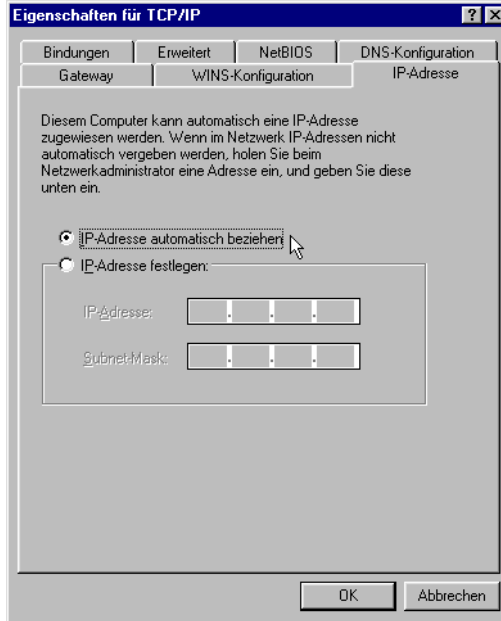 Eigenschaften für TCP/IP
Bindungen Erweitert NetBIOS DNS-Konfiguration
Gateway WINS-Konfiguration IP-Adresse
Diesem Computer kann automatisch eine IP-Adresse
zugewiesen werden. Wenn im Netzwerk IP-Adressen nicht
automatisch vergeben werden, holen Sie beim
Netzwerkadministrator eine Adresse ein, und geben Sie diese
unten ein.
IP-Adresse automatisch beziehen
IP-Adresse festlegen:
IP-Adresse:
Subnet-Mask:
OK Abbrechen